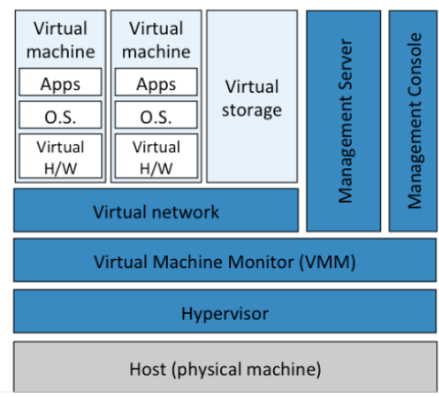 Virtual
machine
Apps
O.S.
Virtual
H/W
Virtual
machine
Apps
O.S.
Virtual
H/W
Virtual
storage
Management Server
Management Console
Virtual network
Virtual Machine Monitor (VMM)
Hypervisor
Host (physical machine)